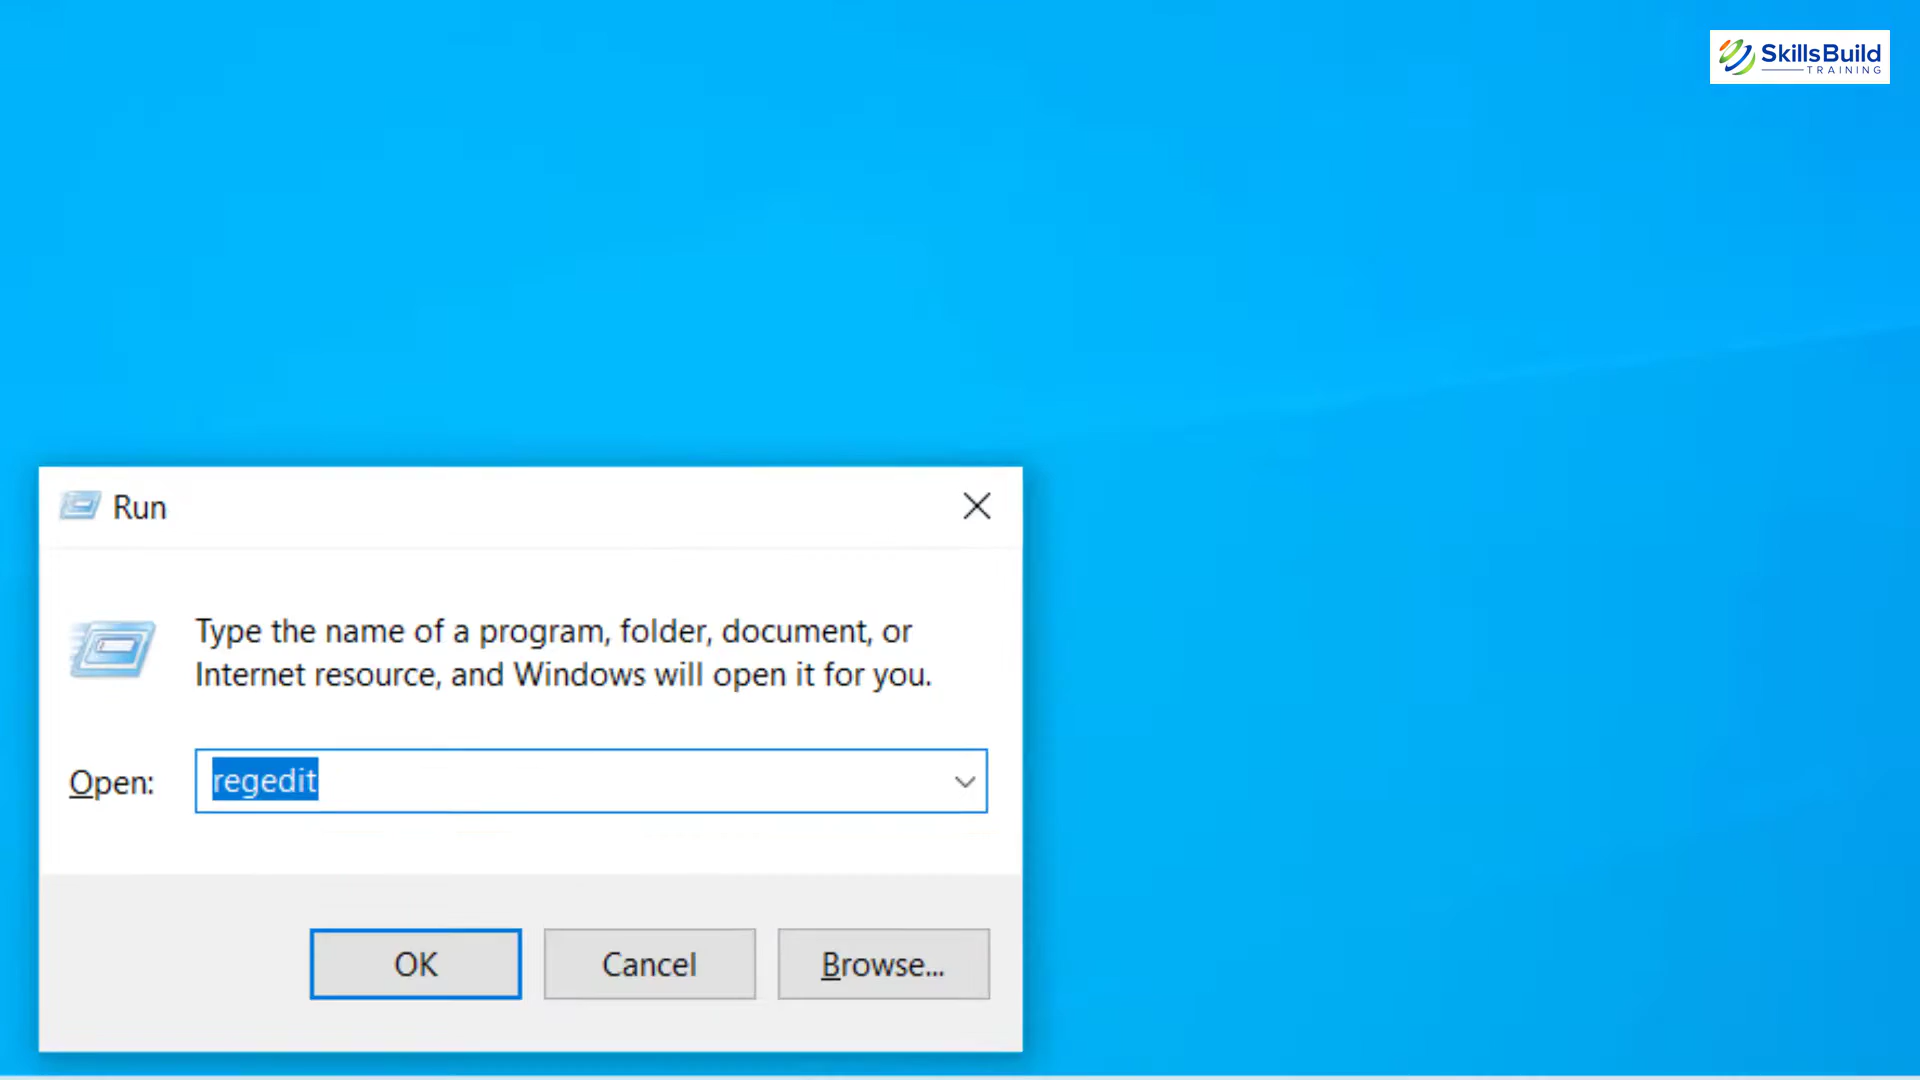 SkillsBuild
TRAINING
Run
Type the name of a program, folder, document, or
Internet resource, and Windows will open it for you.
Open:
regedit
OK
Cancel
Browse...